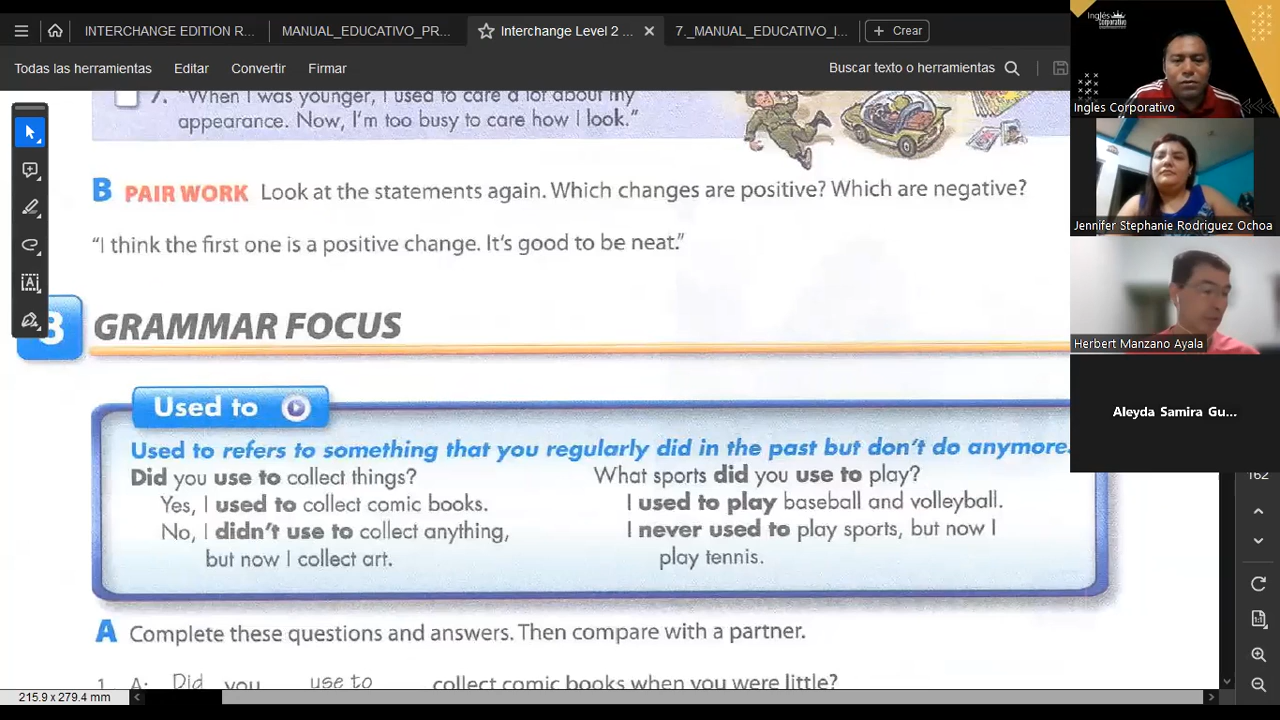 INTERCHANGE EDITION R...
MANUAL_EDUCATIVO_PR...
Interchange Level 2 ...
7._MANUAL_EDUCATIVO_I...
Crear
Todas las herramientas
Editar
Convertir
Firmar
Buscar texto o herramientas
7. "When I was younger, I used to care a lot about my
appearance. Now, I'm too busy to care how I look."
B PAIR WORK Look at the statements again. Which changes are positive? Which are negative?
"I think the first one is a positive change. It's good to be neat."
3 GRAMMAR FOCUS
Used to
Used to refers to something that you regularly did in the past but don't do anymore.
Did you use to collect things?
Yes, I used to collect comic books.
No, I didn't use to collect anything,
but now I collect art.
What sports did you use to play?
I used to play baseball and volleyball.
I never used to play sports, but now I
play tennis.
A Complete these questions and answers. Then compare with a partner.
1. A: Did you use to collect comic books when you were little?
215.9 x 279.4 mm
162
Inglés
Corporativo
Ingles Corporativo
Jennifer Stephanie Rodriguez Ochoa
Herbert Manzano Ayala
Aleyda Samira Gu...